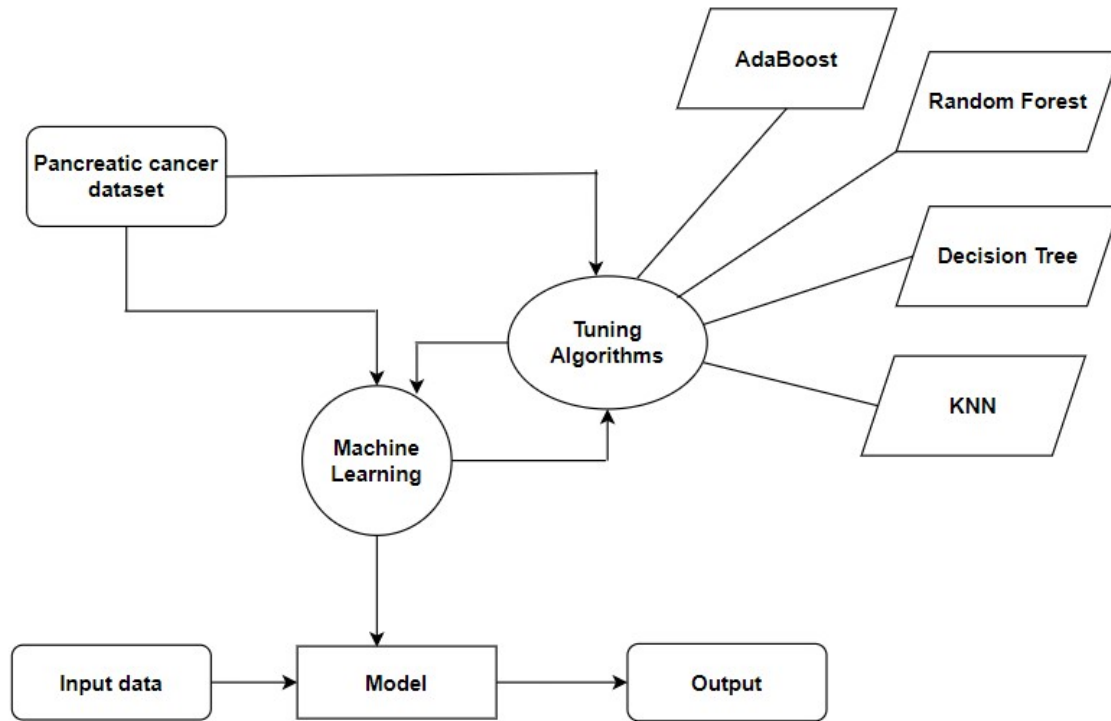 AdaBoost
Random Forest
Pancreatic cancer
dataset
Decision Tree
Tuning
Algorithms
KNN
Machine
Learning
Input data
Model
Output